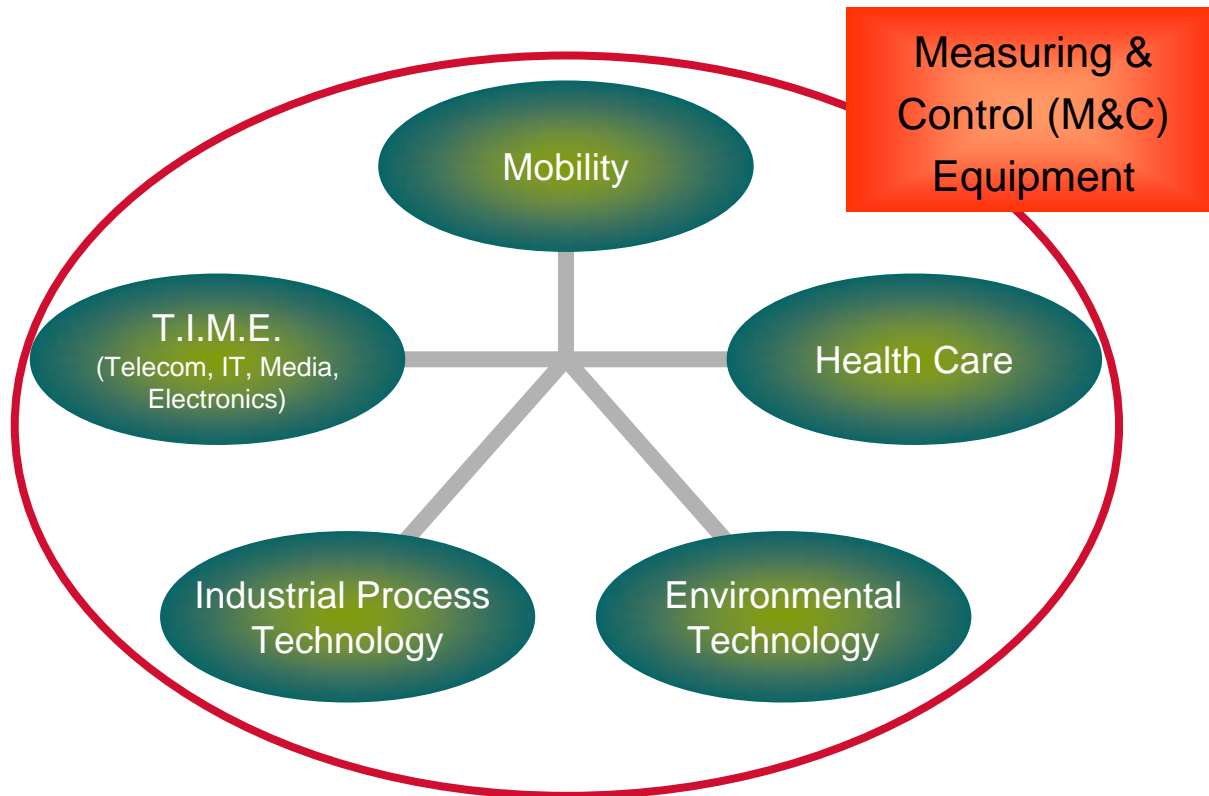 Measuring &
Control (M&C)
Equipment
Mobility
T.I.M.E.
(Telecom, IT, Media,
Electronics)
Health Care
Industrial Process
Technology
Environmental
Technology